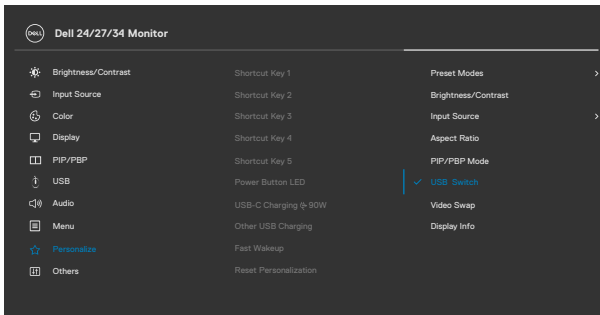 DELL
Dell 24/27/34 Monitor
Brightness/Contrast
Input Source
Color
Display
PIP/PBP
USB
Audio
Menu
Personalize
Others
Shortcut Key 1
Shortcut Key 2
Shortcut Key 3
Shortcut Key 4
Shortcut Key 5
Power Button LED
USB-C Charging 90W
Other USB Charging
Fast Wakeup
Reset Personalization
Preset Modes
Brightness/Contrast
Input Source
Aspect Ratio
PIP/PBP Mode
USB Switch
Video Swap
Display Info